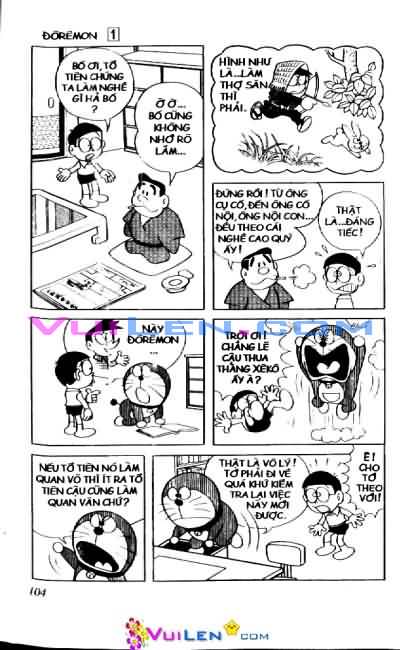 ĐÔRÊMON 1
BỐ ƠI, TỔ
TIÊN CHÚNG
TA LÀM NGHỀ
GÌ HẢ BỐ
?
Ờ Ờ...
BỐ CŨNG
KHÔNG
NHỚ RÕ
LẮM...
HÌNH NHƯ
LÀ...LÀM
THỢ SĂN
THÌ
PHẢI.
ĐÚNG RỒI! TỪ ÔNG
CỤ CỐ, ĐẾN ÔNG CỐ
NỘI, ÔNG NỘI CON...
ĐỀU THEO CÁI
NGHỀ CAO QUÝ
ẤY!
THẬT
LÀ...ĐÁNG
TIẾC!
NÀY
ĐÔRÊMON
...
TRỜI ƠI!
CHẲNG LẼ
CẬU THUA
THẰNG XÊKÔ
ẤY À?
NẾU TỔ TIÊN NÓ LÀM
QUAN VÕ THÌ ÍT RA TỔ
TIÊN CẬU CŨNG LÀM
QUAN VĂN CHỨ?
THẬT LÀ VÔ LÝ!
TỚ PHẢI ĐI VỀ
QUÁ KHỨ KIỂM
TRA LẠI VIỆC
NÀY MỚI
ĐƯỢC.
Ê!
CHO
TỚ
THEO
VỚI!
VUILEN.COM
104
VUILEN.COM